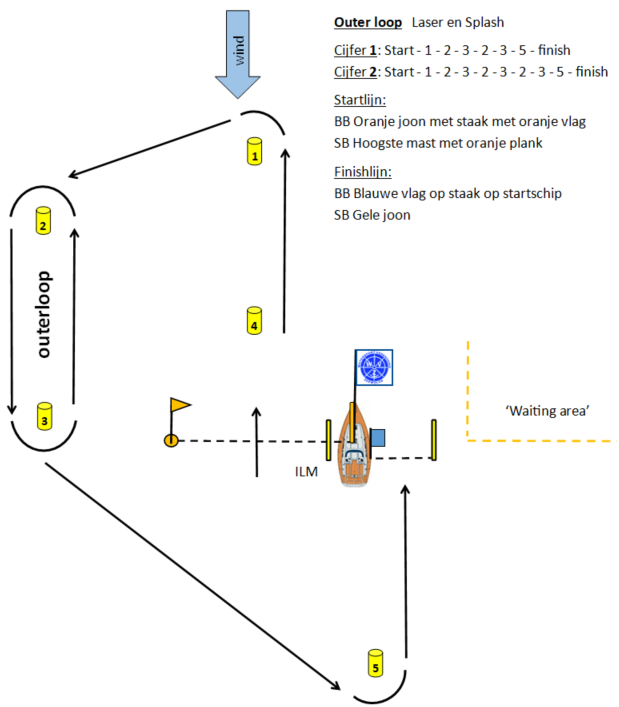 Outer loop Laser en Splash
Cijfer 1: Start - 1 - 2 - 3 - 2 - 3 - 5 - finish
Cijfer 2: Start - 1 - 2 - 3 - 2 - 3 - 2 - 3 - 5 - finish
Startlijn:
BB Oranje joon met staak met oranje vlag
SB Hoogste mast met oranje plank
Finishlijn:
BB Blauwe vlag op staak op startschip
SB Gele joon
wind
1
2
outerloop
4
3
'Waiting area'
ILM
5